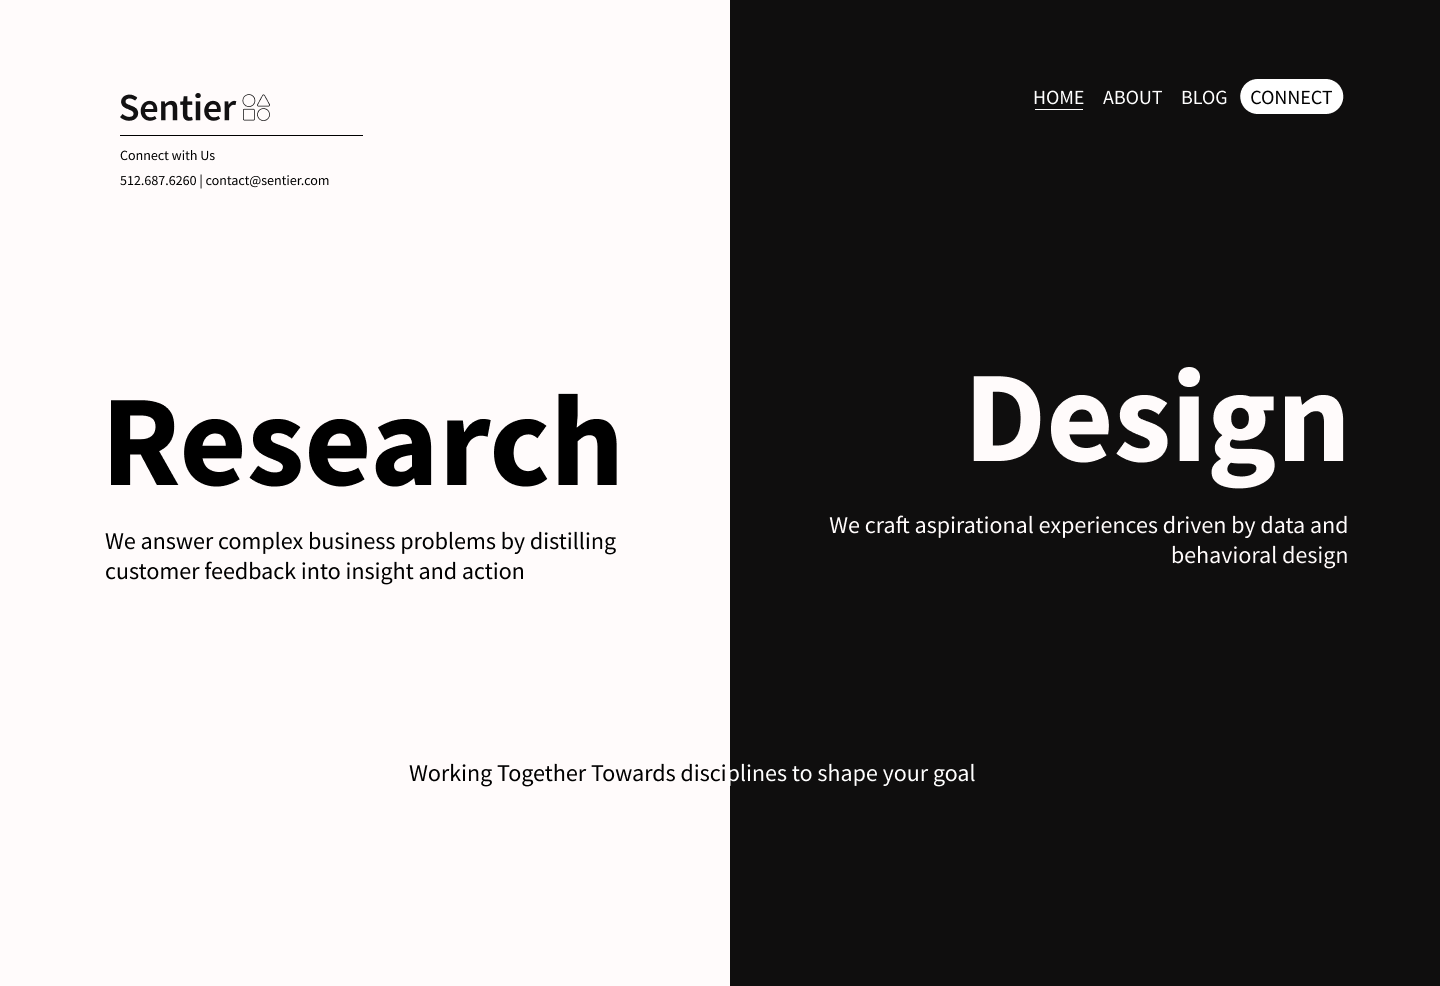 Sentier
Connect with Us
512.687.6260 | contact@sentier.com
HOME ABOUT BLOG CONNECT
Research
We answer complex business problems by distilling
customer feedback into insight and action
Design
We craft aspirational experiences driven by data and
behavioral design
Working Together Towards disciplines to shape your goal